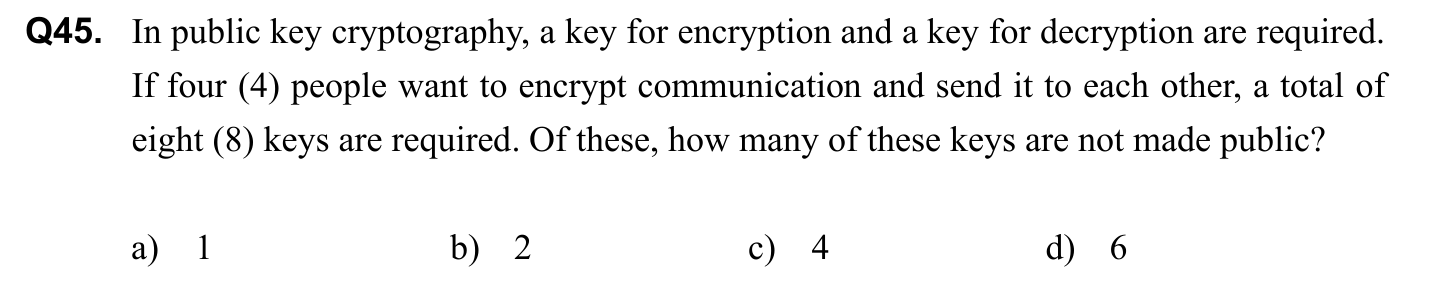 Q45. In public key cryptography, a key for encryption and a key for decryption are required.
If four (4) people want to encrypt communication and send it to each other, a total of
eight (8) keys are required. Of these, how many of these keys are not made public?
a) 1 b) 2 c) 4 d) 6